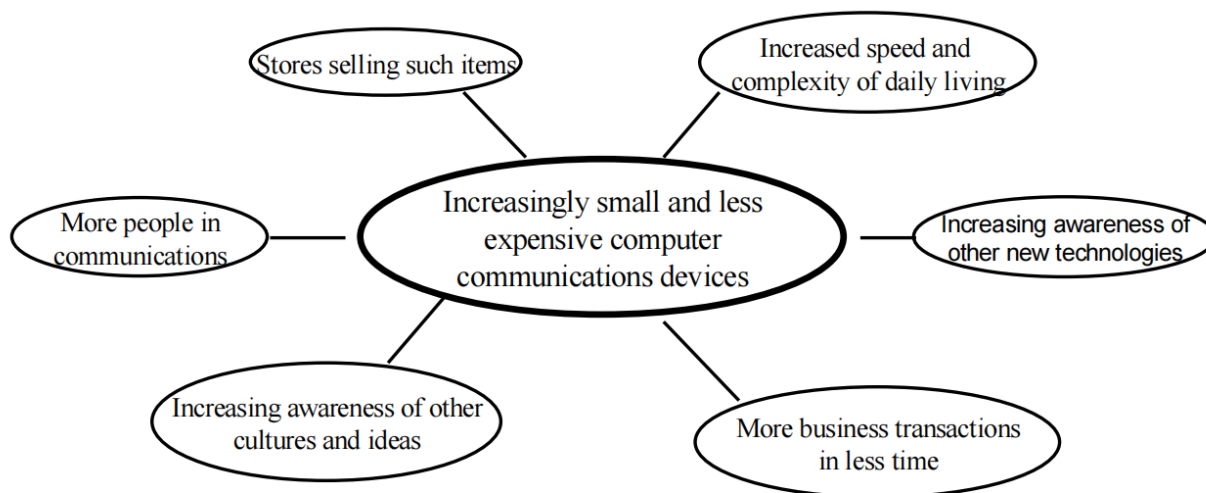 Stores selling such items
Increased speed and
complexity of daily living
More people in
communications
Increasingly small and less
expensive computer
communications devices
Increasing awareness of
other new technologies
Increasing awareness of other
cultures and ideas
More business transactions
in less time